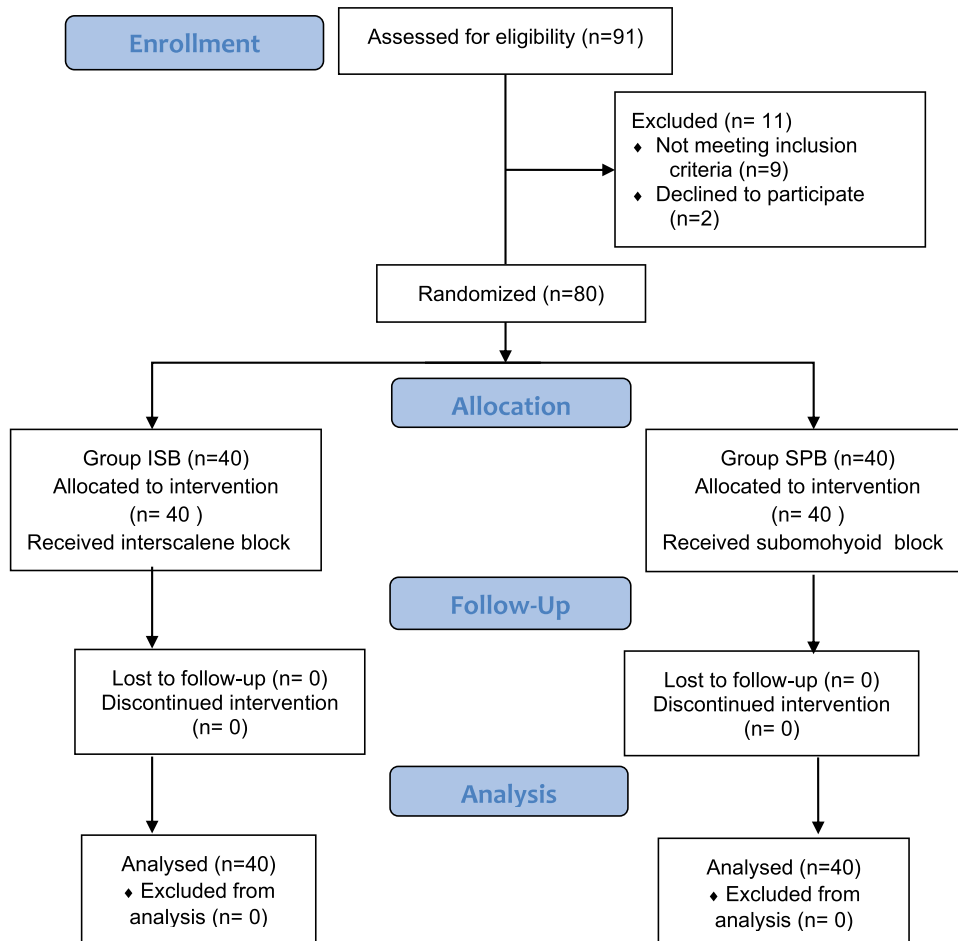 Enrollment
Assessed for eligibility (n=91)
Excluded (n= 11)
♦ Not meeting inclusion
criteria (n=9)
♦ Declined to participate
(n=2)
Randomized (n=80)
Allocation
Group ISB (n=40)
Allocated to intervention
(n= 40 )
Received interscalene block
Group SPB (n=40)
Allocated to intervention
(n= 40 )
Received subomohyoid block
Follow-Up
Lost to follow-up (n= 0)
Discontinued intervention
(n= 0)
Lost to follow-up (n= 0)
Discontinued intervention
(n= 0)
Analysis
Analysed (n=40)
♦ Excluded from
analysis (n= 0)
Analysed (n=40)
♦ Excluded from
analysis (n= 0)